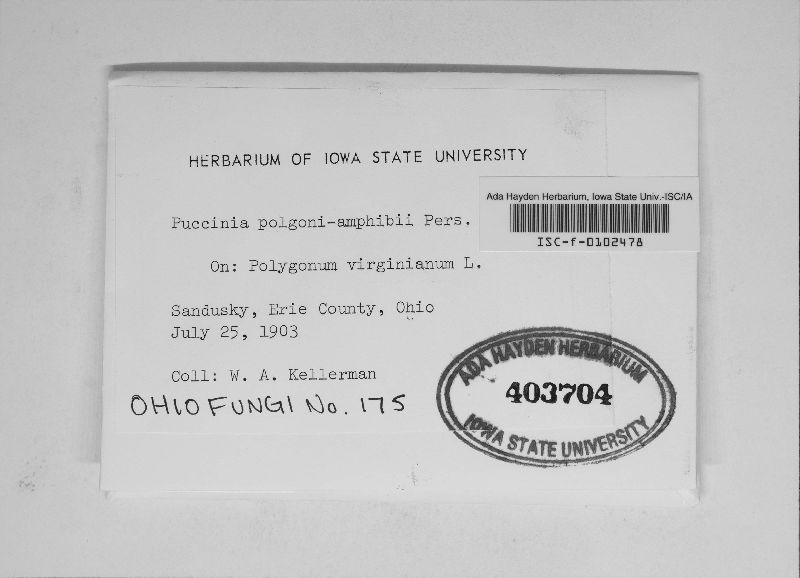 HERBARIUM OF IOWA STATE UNIVERSITY
Ada Hayden Herbarium, Iowa State Univ.-ISC/IA
ISC-f-0102478
Puccinia polgoni-amphibii Pers.
On: Polygonum virginianum L.
Sandusky, Erie County, Ohio
July 25, 1903
Coll: W. A. Kellerman
OHIO FUNGI No. 175
ADA HAYDEN HERBARIUM
403704
IOWA STATE UNIVERSITY